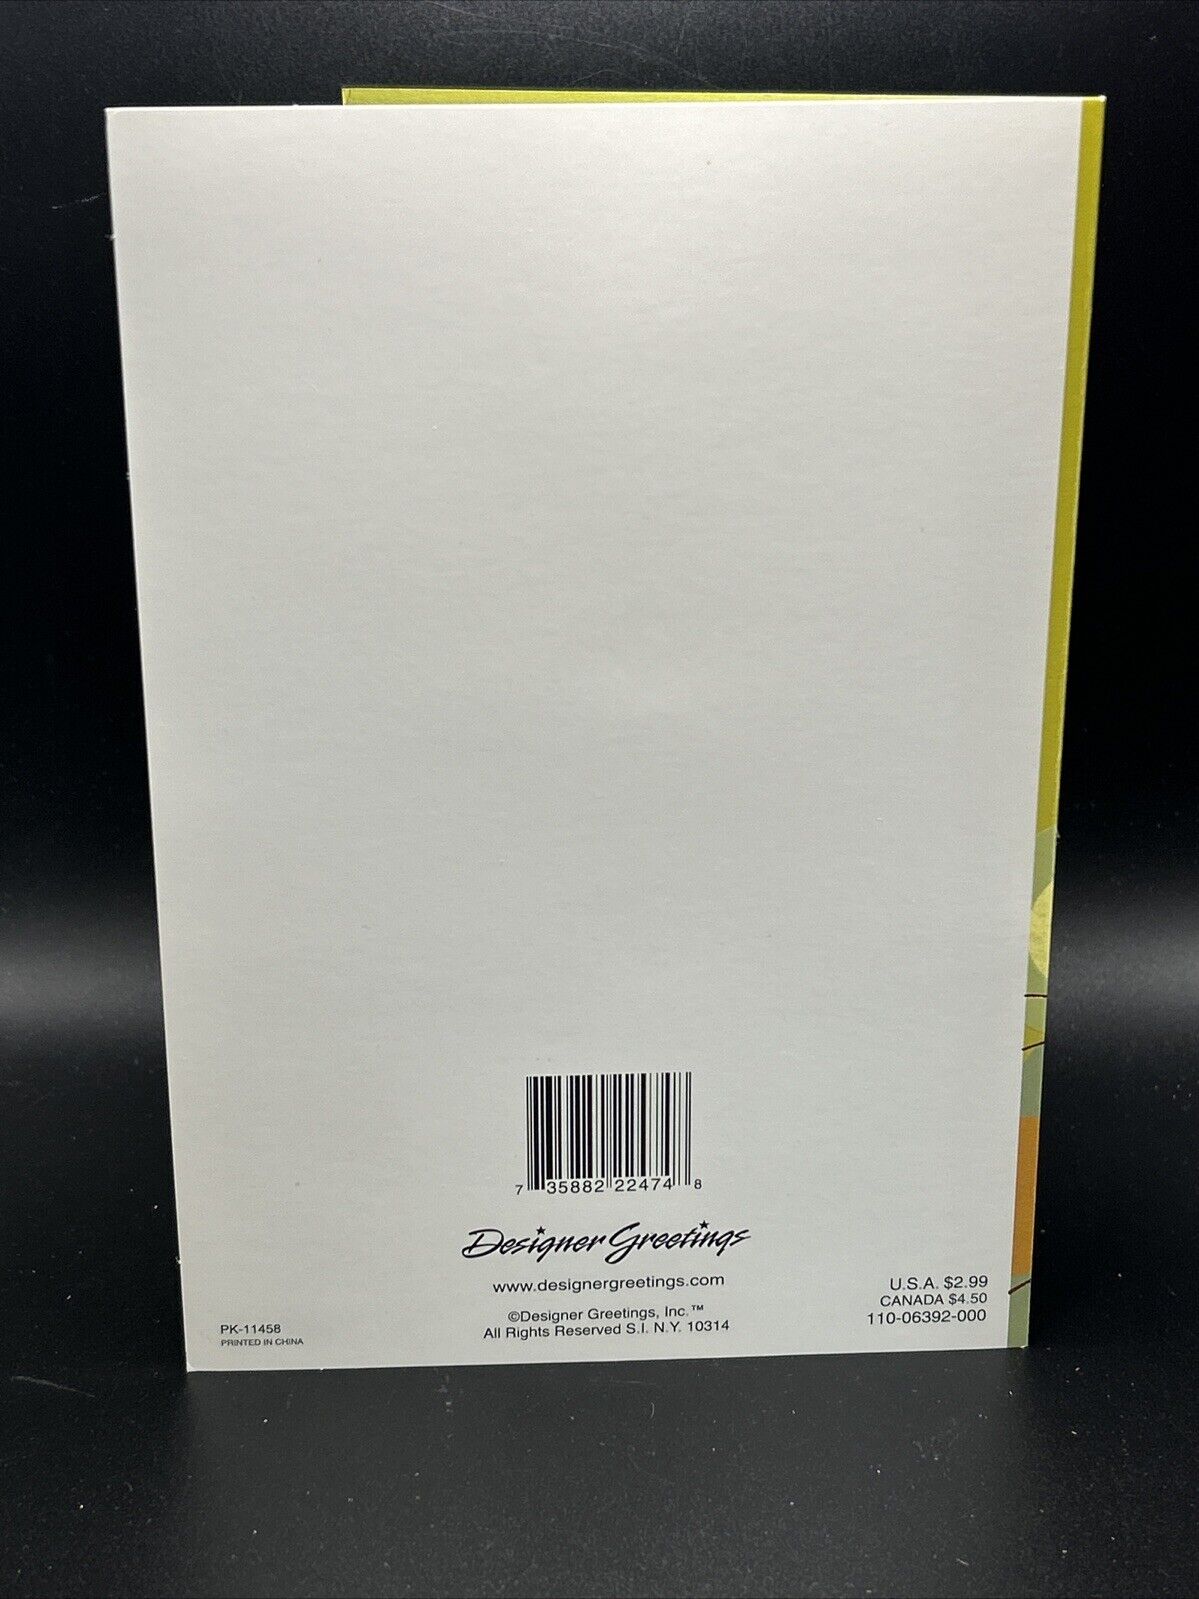 7 35882 22474 8
Designer Greetings
www.designergreetings.com
©Designer Greetings, Inc.™
All Rights Reserved S.I. N.Y. 10314
PK-11458
PRINTED IN CHINA
U.S.A. $2.99
CANADA $4.50
110-06392-000